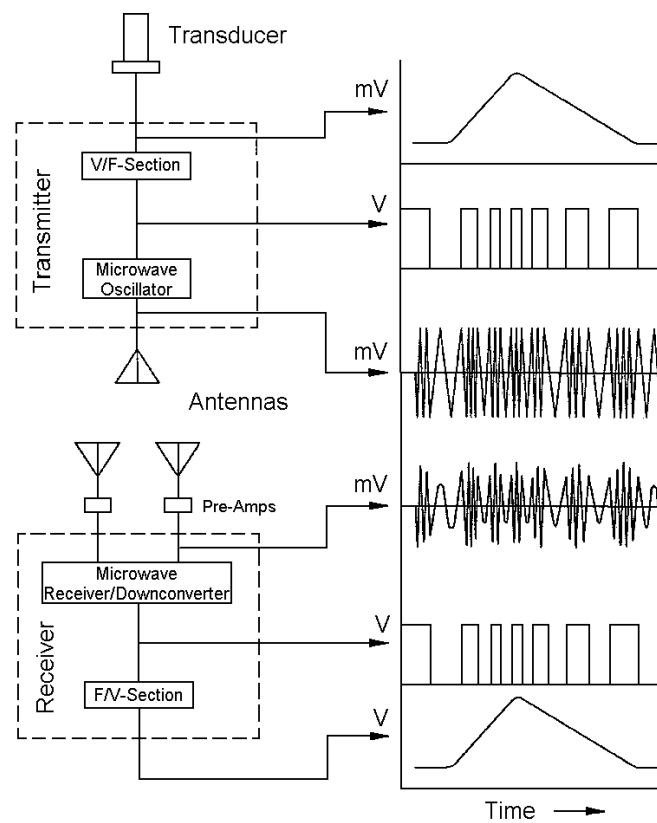 Transducer
mV
V/F-Section
Transmitter
V
Microwave
Oscillator
mV
Antennas
mV
Pre-Amps
Microwave
Receiver/Downconverter
Receiver
V
F/V-Section
V
Time